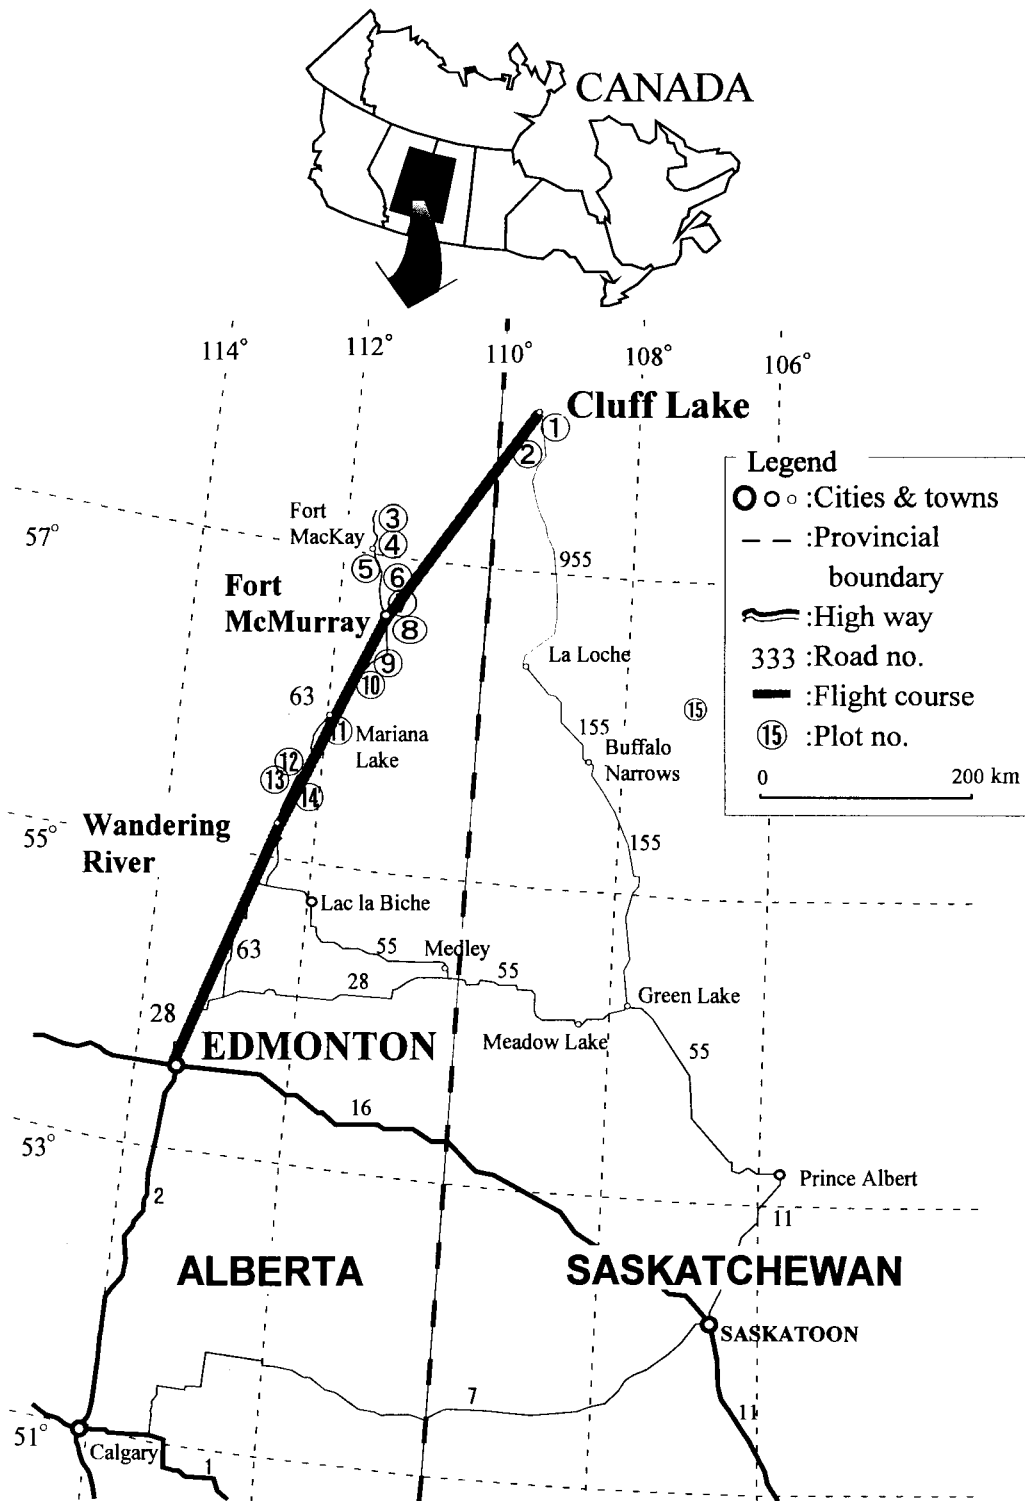 CANADA
114°
112°
110°
108°
106°
Cluff Lake
①
②
Legend
:Cities & towns
:Provincial
boundary
:High way
333 :Road no.
:Flight course
⑮ :Plot no.
0 200 km
57°
Fort
MacKay
③
④
⑤
⑥
Fort
McMurray
⑧
⑨
⑩
955
La Loche
⑮
63
11
Mariana
Lake
155
Buffalo
Narrows
⑫
⑬
14
55°
Wandering
River
155
Lac la Biche
63
55
Medley
28
55
Green Lake
28
EDMONTON
Meadow Lake
55
16
53°
2
Prince Albert
11
ALBERTA
SASKATCHEWAN
SASKATOON
7
11
51°
Calgary
1